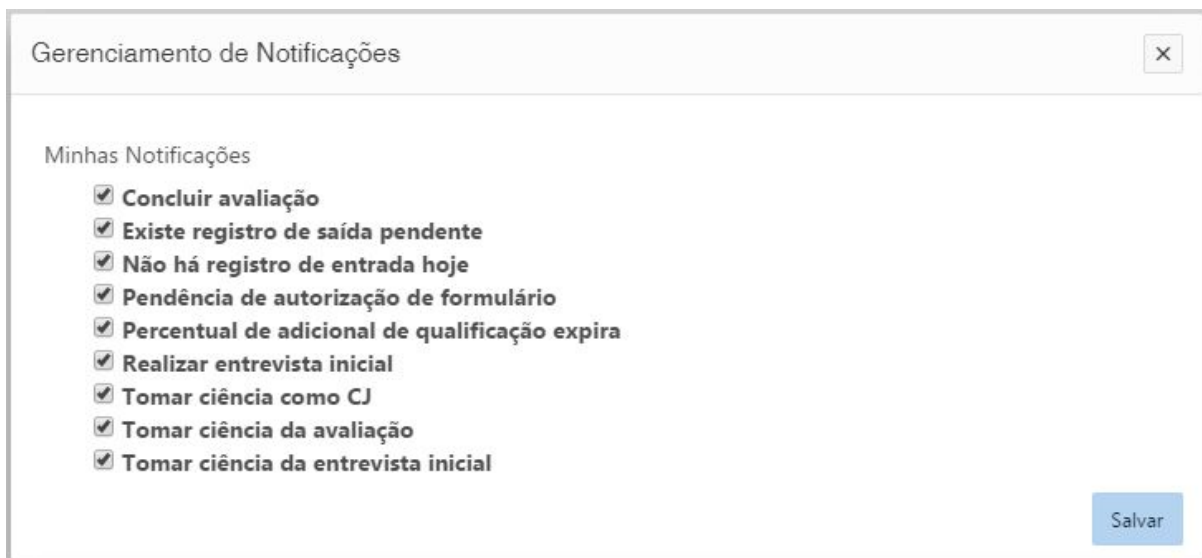 Gerenciamento de Notificações
Minhas Notificações
Concluir avaliação
Existe registro de saída pendente
Não há registro de entrada hoje
Pendência de autorização de formulário
Percentual de adicional de qualificação expira
Realizar entrevista inicial
Tomar ciência como CJ
Tomar ciência da avaliação
Tomar ciência da entrevista inicial
Salvar